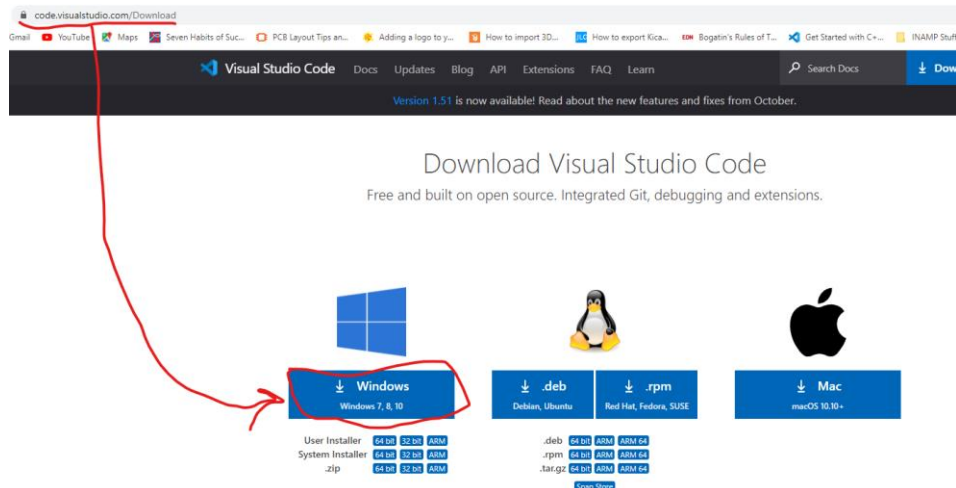 code.visualstudio.com/Download
Gmail YouTube Maps Seven Habits of Suc... PCB Layout Tips an... Adding a logo to y... How to import 3D... How to export Kica... Bogatin's Rules of T... Get Started with C+... INAMP Stuff
Visual Studio Code Docs Updates Blog API Extensions FAQ Learn Search Docs Dow
Version 1.51 is now available! Read about the new features and fixes from October.
Download Visual Studio Code
Free and built on open source. Integrated Git, debugging and extensions.
Windows .deb .rpm Mac
Windows 7, 8, 10 Debian, Ubuntu Red Hat, Fedora, SUSE macOS 10.10+
User Installer 64 bit 32 bit ARM .deb 64 bit ARM ARM 64
System Installer 64 bit 32 bit ARM .rpm 64 bit ARM ARM 64
.zip 64 bit 32 bit ARM .tar.gz 64 bit ARM ARM 64
Snap Store